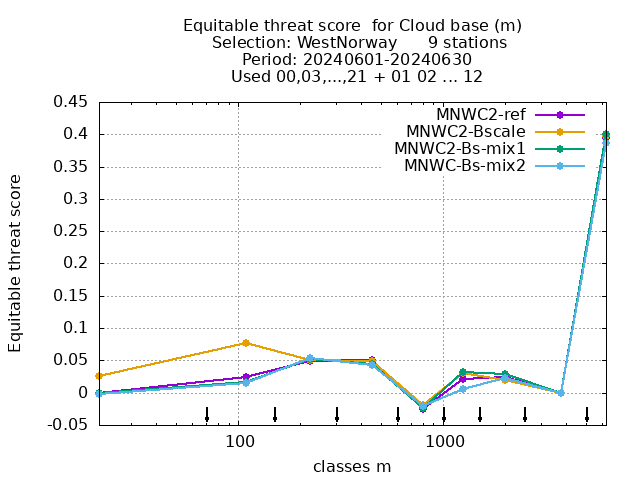 Equitable threat score for Cloud base (m)
Selection: WestNorway 9 stations
Period: 20240601-20240630
Used 00,03,...,21 + 01 02 ... 12
MNWC2-ref
MNWC2-Bscale
MNWC2-Bs-mix1
MNWC-Bs-mix2
Equitable threat score
0.45
0.4
0.35
0.3
0.25
0.2
0.15
0.1
0.05
0
-0.05
100
1000
classes m